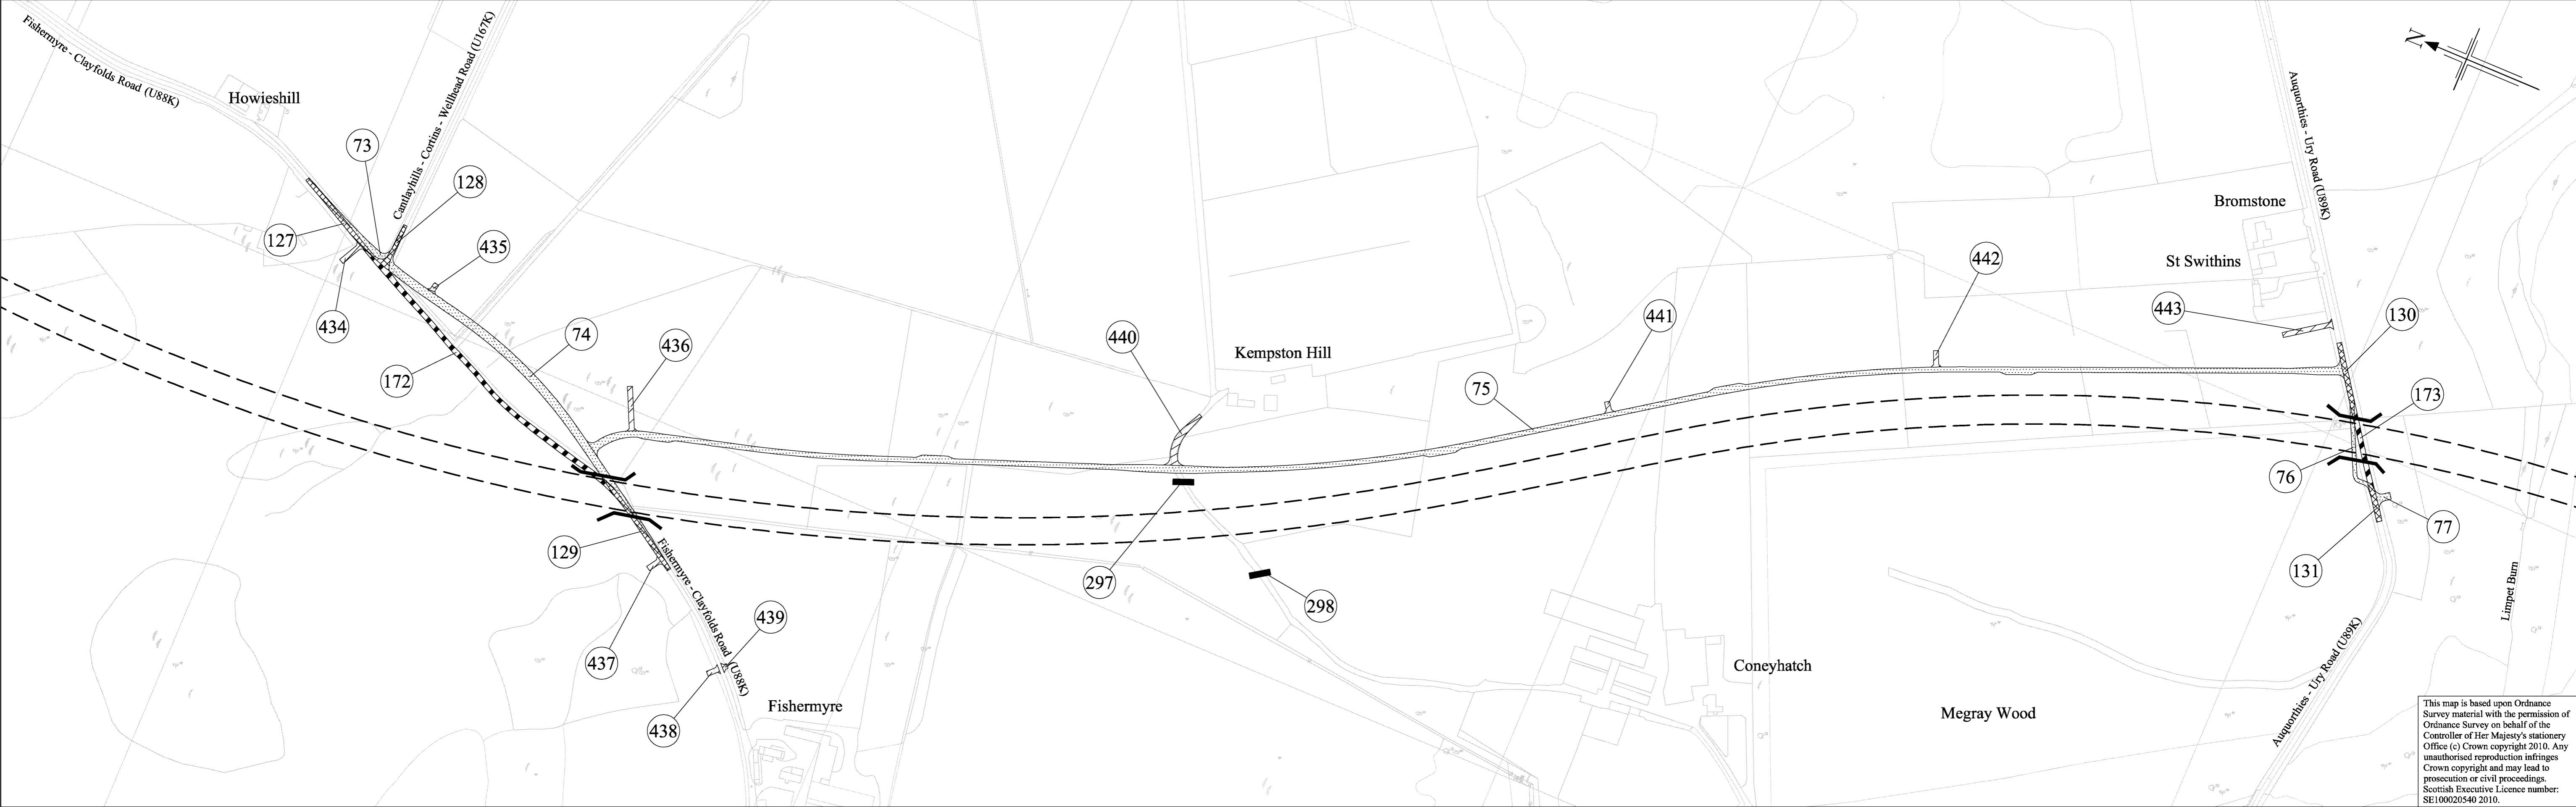 Fishermyre - Clayfolds Road (U88K)
Howieshill
Cantlayhills - Cortins - Wellhead Road (U167K)
N
Auquorthies - Ury Road (U89K)
73
128
127
435
434
74
172
436
440
Kempston Hill
75
441
442
Bromstone
St Swithins
443
130
173
76
77
131
129
Fishermyre - Clayfolds Road (U88K)
437
439
438
Fishermyre
297
298
Coneyhatch
Megray Wood
Auquorthies - Ury Road (U89K)
Limpet Burn
This map is based upon Ordnance
Survey material with the permission of
Ordnance Survey on behalf of the
Controller of Her Majesty's stationery
Office (c) Crown copyright 2010. Any
unauthorised reproduction infringes
Crown copyright and may lead to
prosecution or civil proceedings.
Scottish Executive Licence number:
SE100020540 2010.